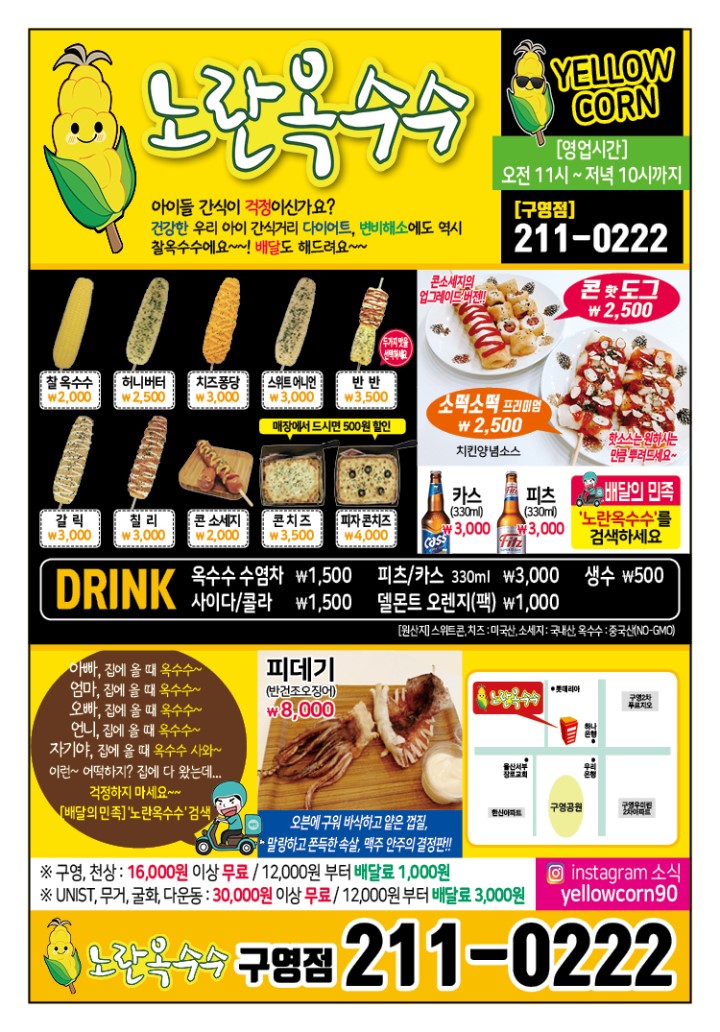 노란옥수수
YELLOW
CORN
[영업시간]
오전 11시 ~ 저녁 10시까지
[구영점]
211-0222
아이들 간식이 걱정이신가요?
건강한 우리 아이 간식거리 다이어트, 변비해소에도 역시
찰옥수수에요~~! 배달도 해드려요~~
찰 옥수수
₩2,000
허니버터
₩2,500
치즈퐁당
₩3,000
스위트 어니언
₩3,000
두가지 맛을
선택하세요
반 반
₩3,500
매장에서 드시면 500원 할인
갈 릭
₩3,000
칠 리
₩3,000
콘 소세지
₩2,000
콘 치 즈
₩3,500
피자 콘치즈
₩4,000
콘소세지의
업그레이드 버전!!
콘 핫 도그
₩ 2,500
소떡소떡 프리미엄
₩ 2,500
치킨양념소스
핫소스는 원하시는
만큼 뿌려드세요~
카스
(330ml)
₩3,000
Cass
피츠
(330ml)
₩3,000
Fitz
배달의 민족
'노란옥수수'를
검색하세요
DRINK
옥수수 수염차 ₩1,500 피츠/카스 330ml ₩3,000 생수 ₩500
사이다/콜라 ₩1,500 델몬트 오렌지(팩) ₩1,000
[원산지] 스위트콘, 치즈 : 미국산, 소세지 : 국내산, 옥수수 : 중국산(NO-GMO)
아빠, 집에 올 때 옥수수~
엄마, 집에 올 때 옥수수~
오빠, 집에 올 때 옥수수~
언니, 집에 올 때 옥수수~
자기야, 집에 올 때 옥수수 사와~
이런~ 어떡하지? 집에 다 왔는데...
걱정하지 마세요~~
[배달의 민족] '노란옥수수' 검색
피데기
(반건조오징어)
₩8,000
오븐에 구워 바삭하고 얇은 껍질,
말랑하고 쫀득한 속살, 맥주 안주의 결정판!!
노란옥수수
롯데리아
구영2차
푸르지오
하나
은행
울산서부
장로교회
우리
은행
한신아파트
구영공원
구영우미린
2차아파트
※ 구영, 천상 : 16,000원 이상 무료 / 12,000원 부터 배달료 1,000원
※ UNIST, 무거, 굴화, 다운동 : 30,000원 이상 무료 / 12,000원 부터 배달료 3,000원
instagram 소식
yellowcorn90
노란옥수수 구영점 211-0222